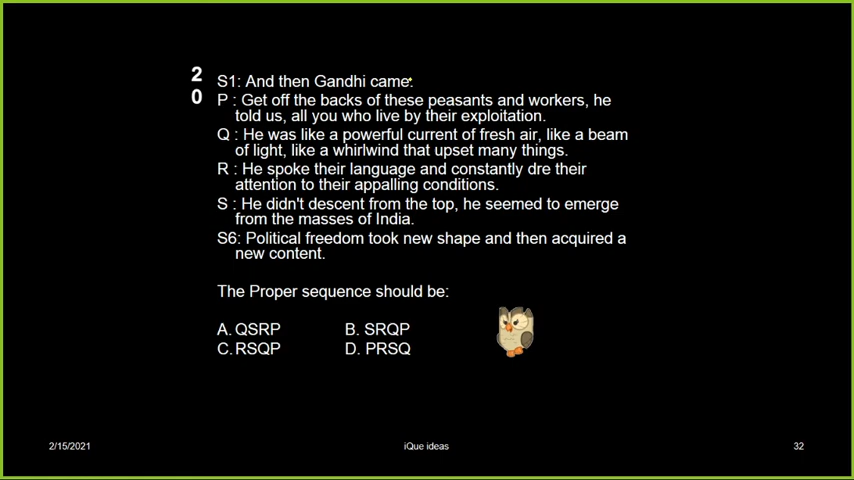 20
S1: And then Gandhi came.
P : Get off the backs of these peasants and workers, he
told us, all you who live by their exploitation.
Q : He was like a powerful current of fresh air, like a beam
of light, like a whirlwind that upset many things.
R : He spoke their language and constantly dre their
attention to their appalling conditions.
S : He didn't descent from the top, he seemed to emerge
from the masses of India.
S6: Political freedom took new shape and then acquired a
new content.
The Proper sequence should be:
A. QSRP B. SRQP
C. RSQP D. PRSQ
2/15/2021 iQue ideas 32